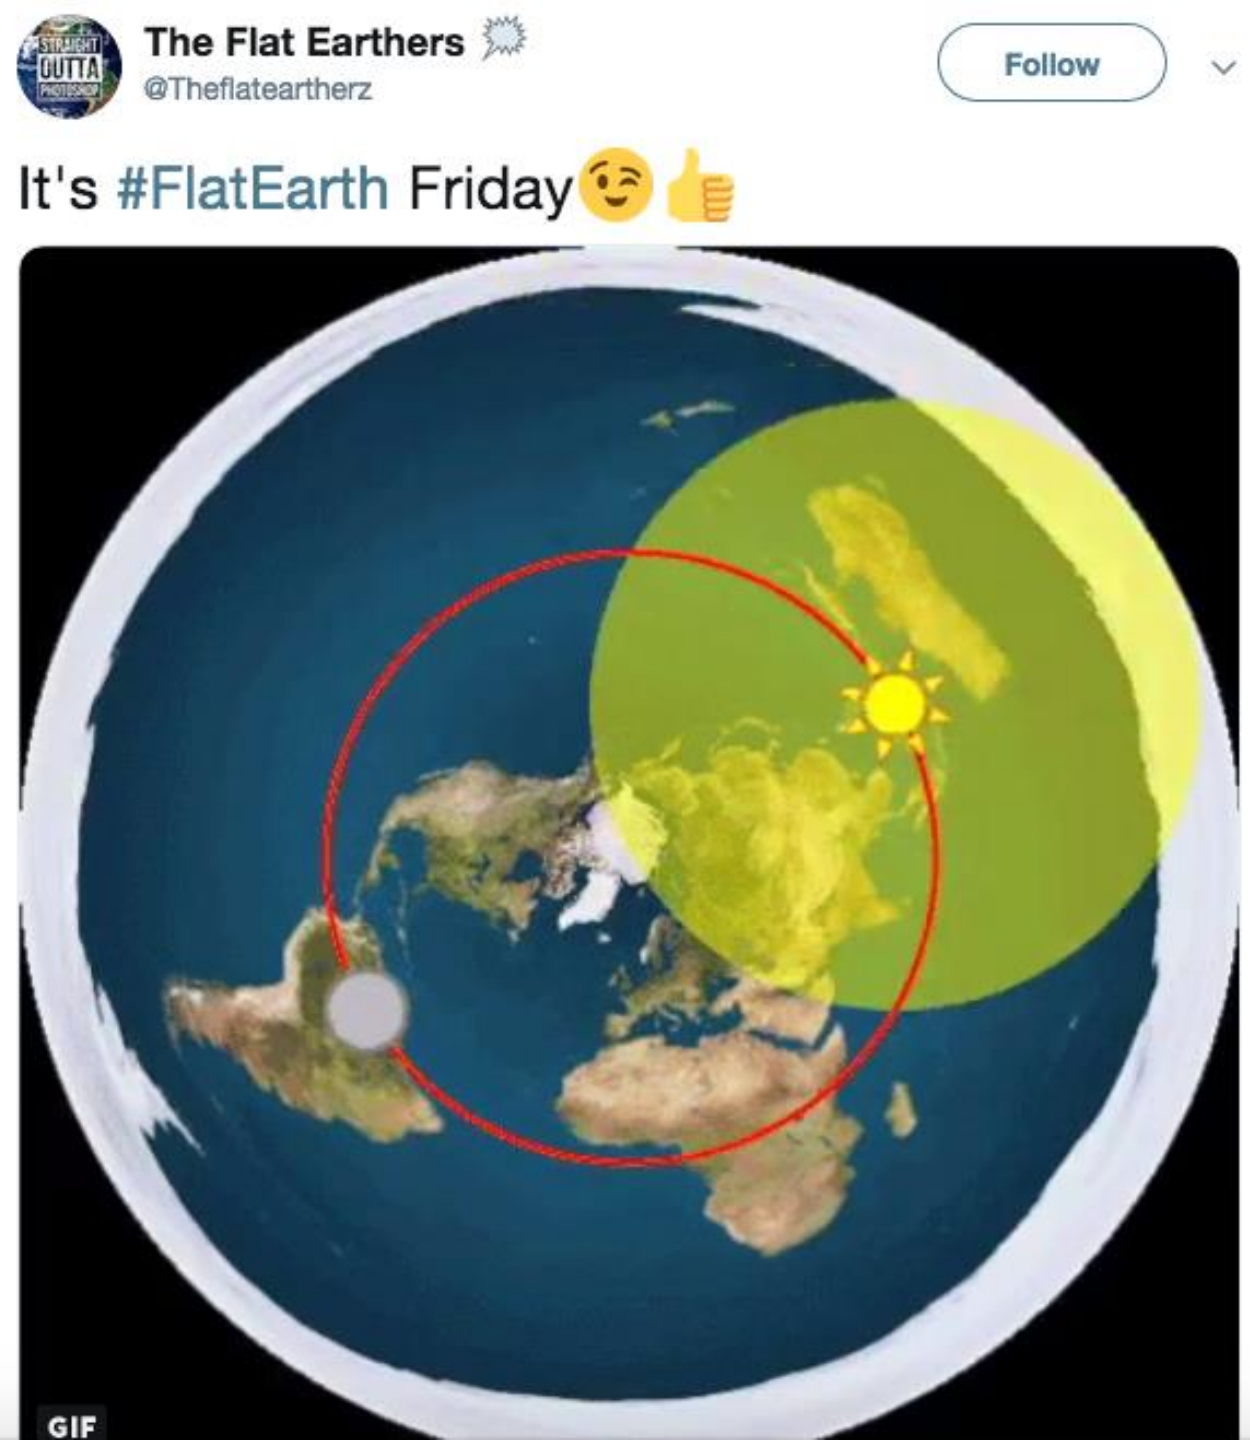 STRAIGHT
OUTTA
PHOTOSHOP
The Flat Earthers
@Theflateartherz
Follow
It's #FlatEarth Friday😉👍
GIF